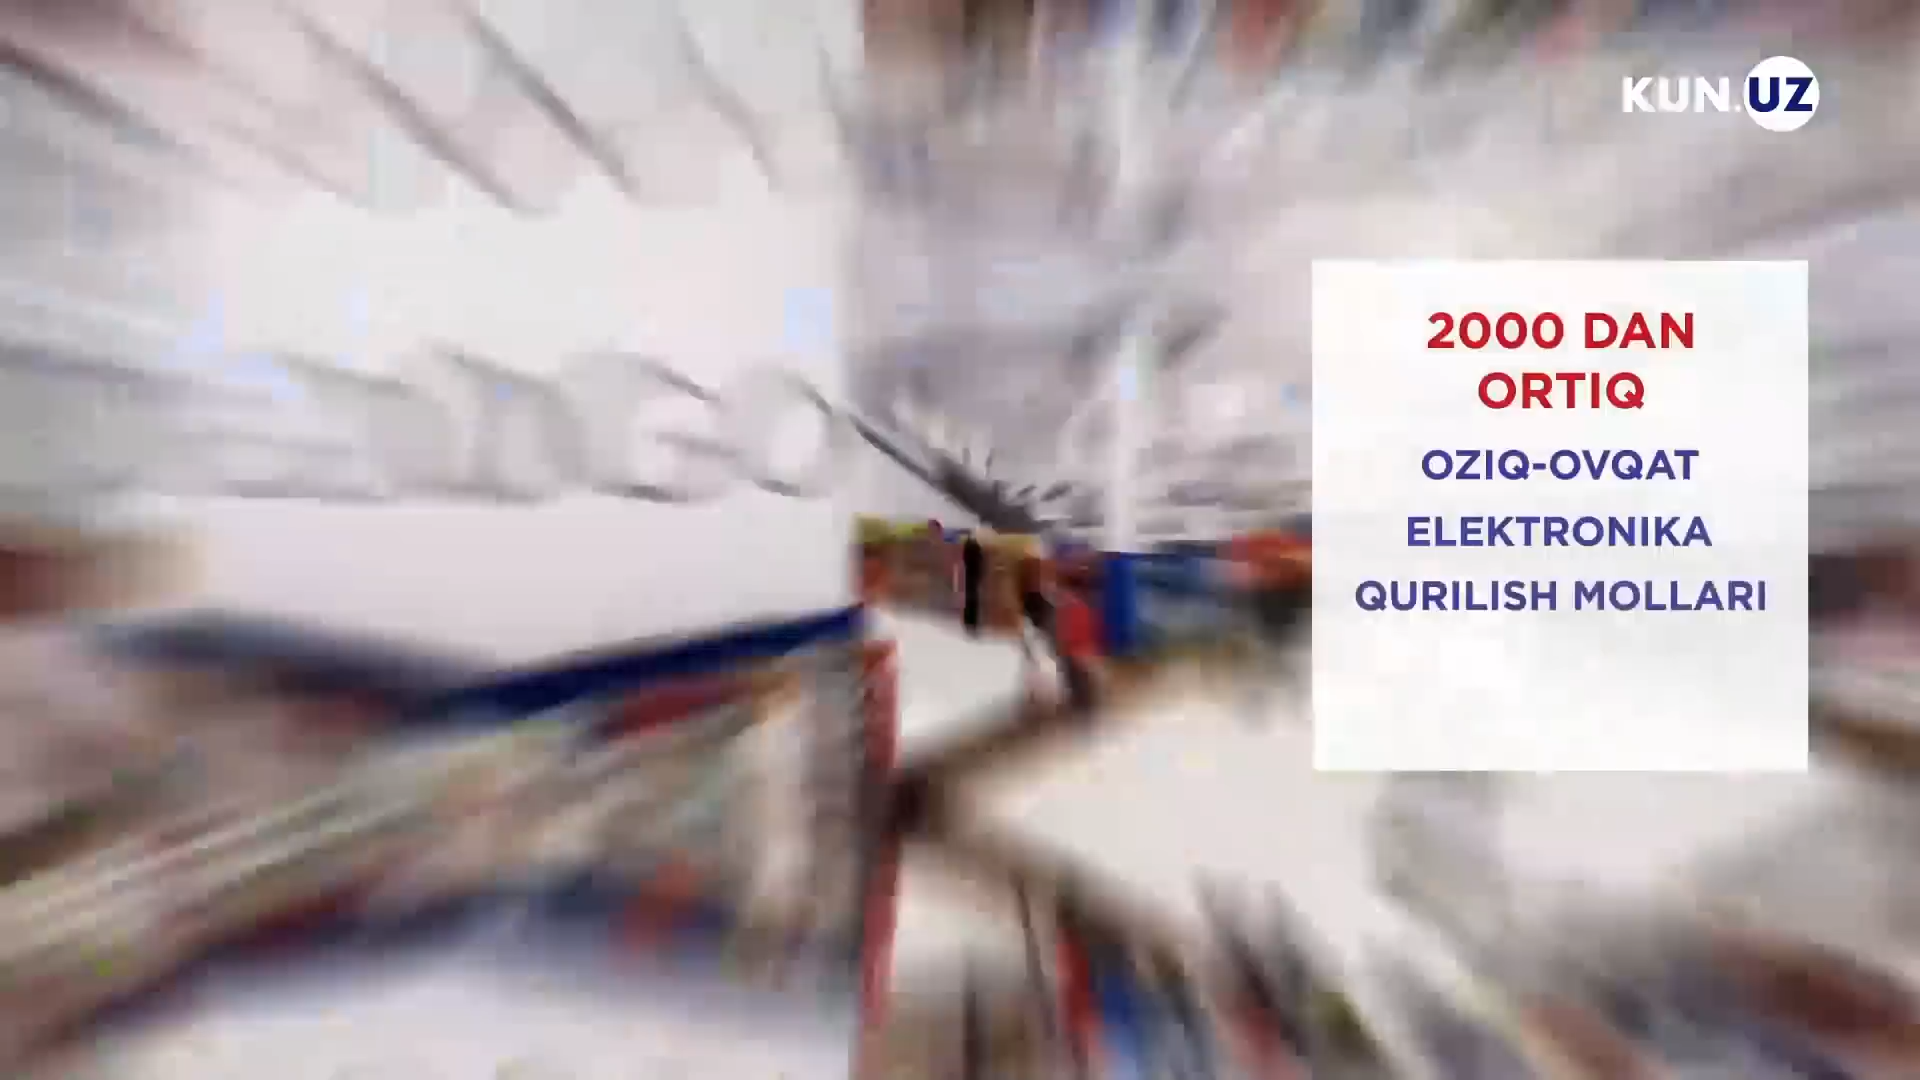 KUN.UZ
2000 DAN
ORTIQ
OZIQ-OVQAT
ELEKTRONIKA
QURILISH MOLLARI